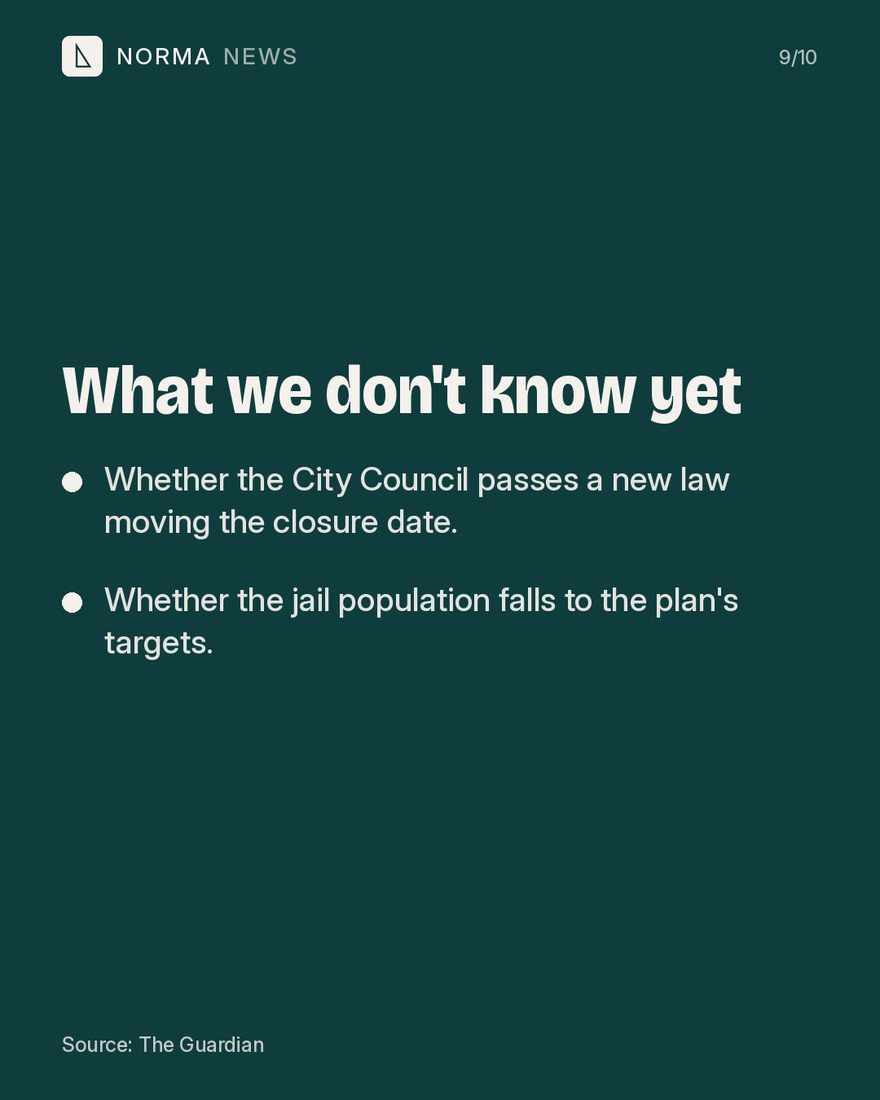 NORMA NEWS
9/10
What we don't know yet
Whether the City Council passes a new law
moving the closure date.
Whether the jail population falls to the plan's
targets.
Source: The Guardian